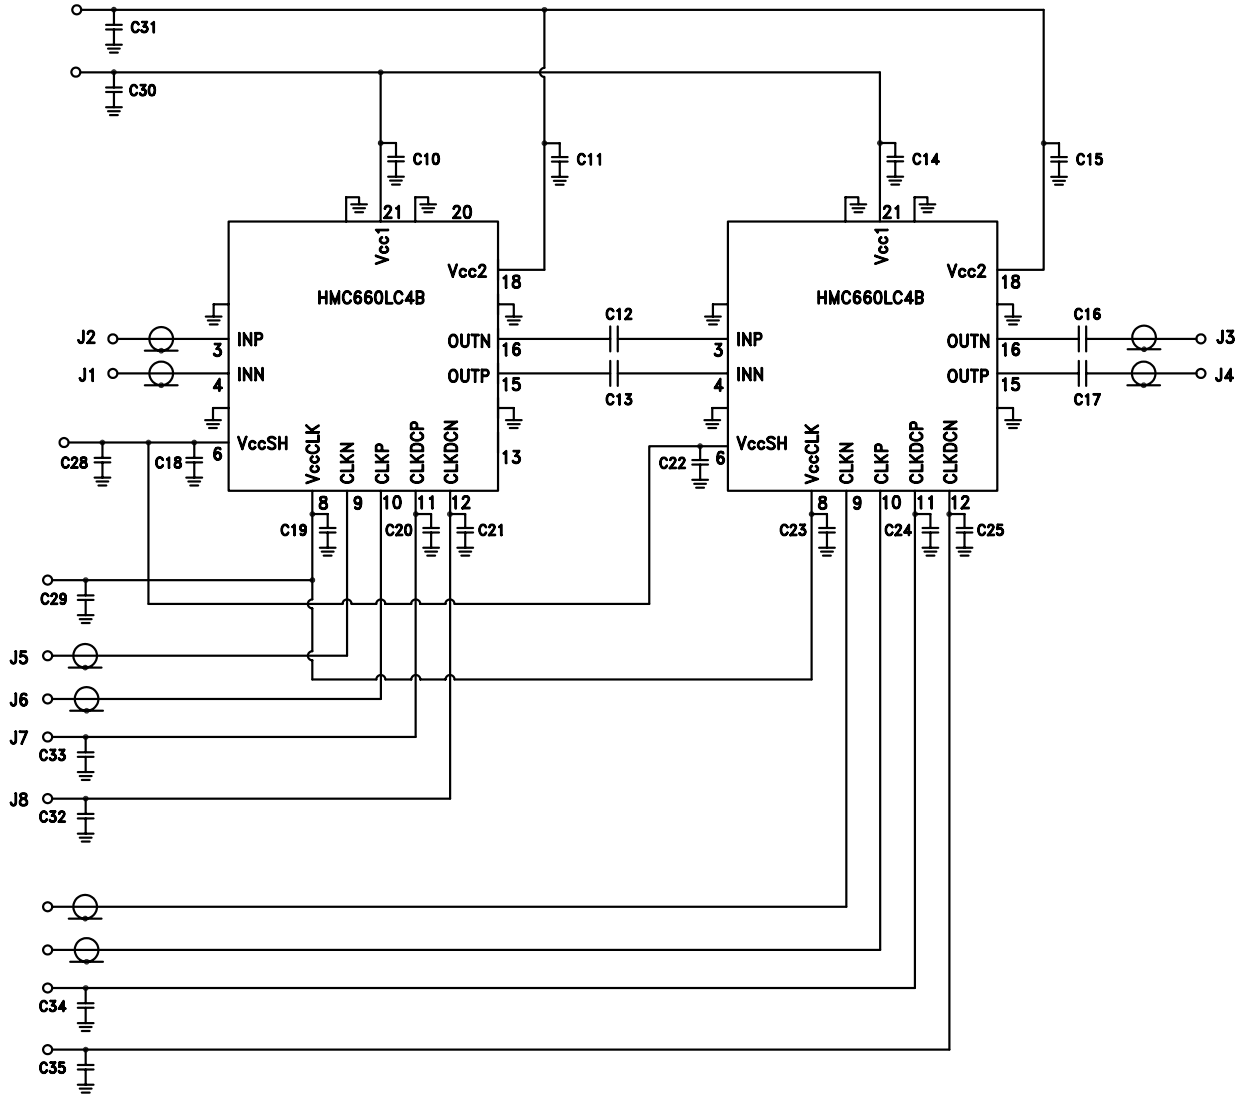 C31
C30
C10
C11
C14
C15
21
20
21
Vcc1
Vcc1
Vcc2
18
Vcc2
18
HMC660LC4B
HMC660LC4B
C12
C16
J2
INP
3
OUTN
16
INP
3
OUTN
16
J3
J1
INN
4
OUTP
15
C13
INN
4
OUTP
15
C17
J4
VccSH
6
VccCLK
CLKN
CLKP
CLKDCP
CLKDCN
13
VccSH
6
VccCLK
CLKN
CLKP
CLKDCP
CLKDCN
C28
C18
C22
8
9
10
11
12
8
9
10
11
12
C19
C20
C21
C23
C24
C25
C29
J5
J6
J7
C33
J8
C32
C34
C35